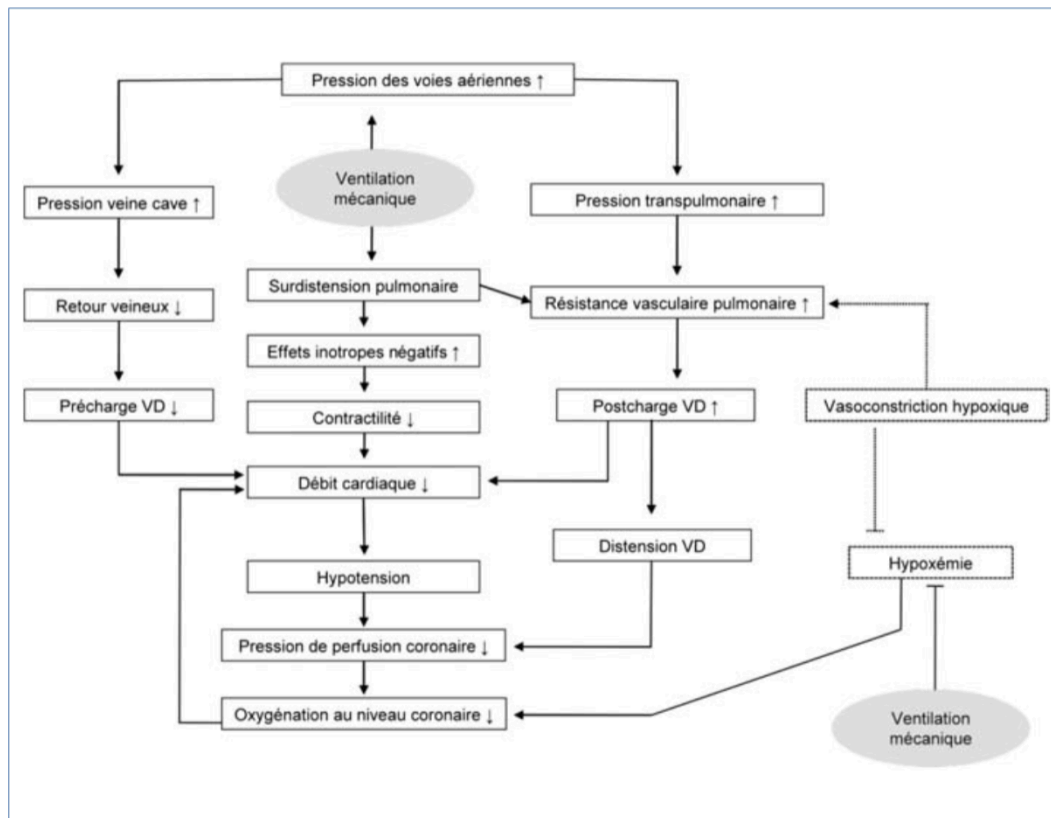 Pression des voies aériennes ↑
Ventilation
mécanique
Pression veine cave ↑
Pression transpulmonaire ↑
Surdistension pulmonaire
Retour veineux ↓
Résistance vasculaire pulmonaire ↑
Effets inotropes négatifs ↑
Précharge VD ↓
Contractilité ↓
Postcharge VD ↑
Vasoconstriction hypoxique
Débit cardiaque ↓
Distension VD
Hypoxémie
Hypotension
Pression de perfusion coronaire ↓
Oxygénation au niveau coronaire ↓
Ventilation
mécanique